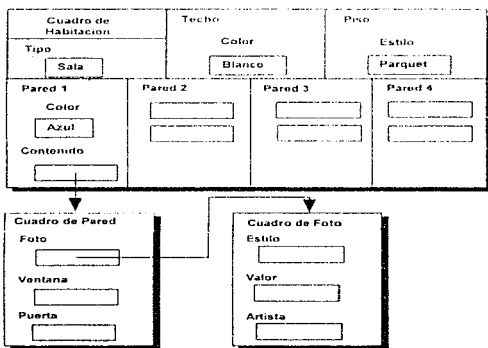 Cuadro de
Habitacion
Tipo
Sala
Techo
Color
Blanco
Piso
Estilo
Parquet
Pared 1
Color
Azul
Contenido
Pared 2
Pared 3
Pared 4
Cuadro de Pared
Foto
Ventana
Puerta
Cuadro de Foto
Estilo
Valor
Artista